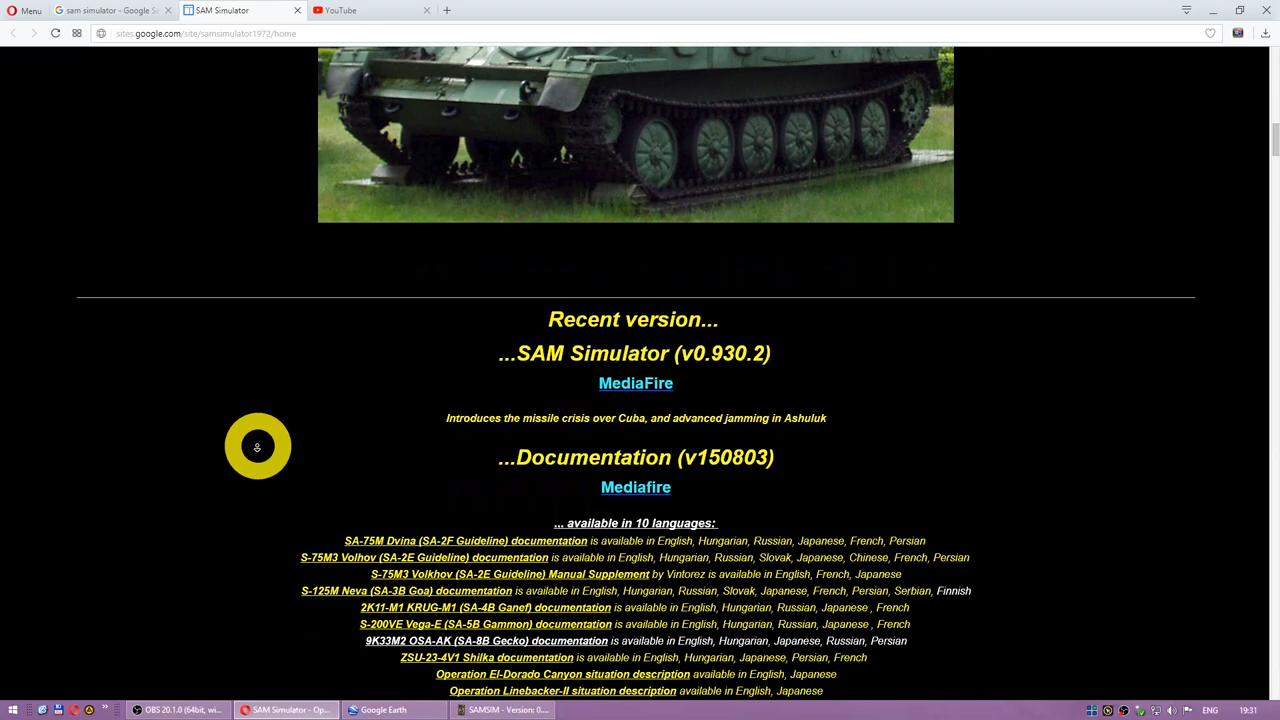 Menu
sam simulator - Google Se
SAM Simulator
YouTube
sites.google.com/site/samsimulator1972/home
Recent version...
...SAM Simulator (v0.930.2)
MediaFire
Introduces the missile crisis over Cuba, and advanced jamming in Ashuluk
...Documentation (v150803)
Mediafire
... available in 10 languages:
SA-75M Dvina (SA-2F Guideline) documentation is available in English, Hungarian, Russian, Japanese, French, Persian
S-75M3 Volhov (SA-2E Guideline) documentation is available in English, Hungarian, Russian, Slovak, Japanese, Chinese, French, Persian
S-75M3 Volkhov (SA-2E Guideline) Manual Supplement by Vintorez is available in English, French, Japanese
S-125M Neva (SA-3B Goa) documentation is available in English, Hungarian, Russian, Slovak, Japanese, French, Persian, Serbian, Finnish
2K11-M1 KRUG-M1 (SA-4B Ganef) documentation is available in English, Hungarian, Russian, Japanese , French
S-200VE Vega-E (SA-5B Gammon) documentation is available in English, Hungarian, Russian, Japanese , French
9K33M2 OSA-AK (SA-8B Gecko) documentation is available in English, Hungarian, Japanese, Russian, Persian
ZSU-23-4V1 Shilka documentation is available in English, Hungarian, Japanese, Persian, French
Operation El-Dorado Canyon situation description available in English, Japanese
Operation Linebacker-II situation description available in English, Japanese
OBS 20.1.0 (64bit, wi...
SAM Simulator - Ope...
Google Earth
SAMSIM - Version: 0....
ENG
19:31